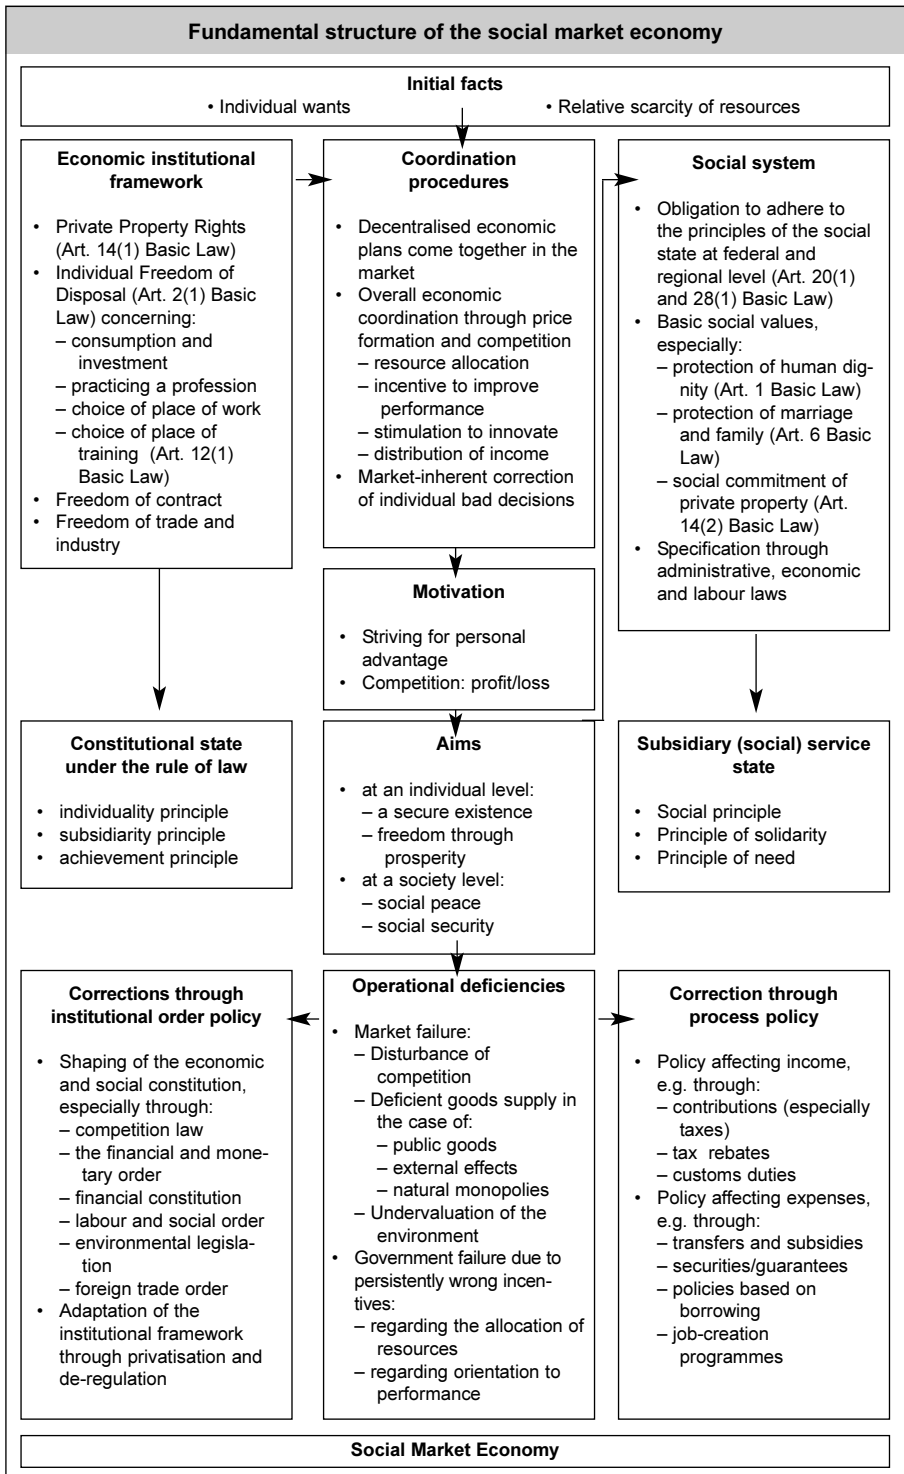 Fundamental structure of the social market economy
Initial facts
• Individual wants
• Relative scarcity of resources
Economic institutional
framework
• Private Property Rights
(Art. 14(1) Basic Law)
• Individual Freedom of
Disposal (Art. 2(1) Basic
Law) concerning:
– consumption and
investment
– practicing a profession
– choice of place of work
– choice of place of
training (Art. 12(1)
Basic Law)
• Freedom of contract
• Freedom of trade and
industry
Coordination
procedures
• Decentralised economic
plans come together in the
market
• Overall economic
coordination through price
formation and competition
– resource allocation
– incentive to improve
performance
– stimulation to innovate
– distribution of income
• Market-inherent correction
of individual bad decisions
Social system
• Obligation to adhere to
the principles of the social
state at federal and
regional level (Art. 20(1)
and 28(1) Basic Law)
• Basic social values,
especially:
– protection of human dig-
nity (Art. 1 Basic Law)
– protection of marriage
and family (Art. 6 Basic
Law)
– social commitment of
private property (Art.
14(2) Basic Law)
• Specification through
administrative, economic
and labour laws
Motivation
• Striving for personal
advantage
• Competition: profit/loss
Constitutional state
under the rule of law
• individuality principle
• subsidiarity principle
• achievement principle
Aims
• at an individual level:
– a secure existence
– freedom through
prosperity
• at a society level:
– social peace
– social security
Subsidiary (social) service
state
• Social principle
• Principle of solidarity
• Principle of need
Corrections through
institutional order policy
• Shaping of the economic
and social constitution,
especially through:
– competition law
– the financial and mone-
tary order
– financial constitution
– labour and social order
– environmental legisla-
tion
– foreign trade order
• Adaptation of the
institutional framework
through privatisation and
de-regulation
Operational deficiencies
• Market failure:
– Disturbance of
competition
– Deficient goods supply in
the case of:
– public goods
– external effects
– natural monopolies
– Undervaluation of the
environment
• Government failure due to
persistently wrong incen-
tives:
– regarding the allocation of
resources
– regarding orientation to
performance
Correction through
process policy
• Policy affecting income,
e.g. through:
– contributions (especially
taxes)
– tax rebates
– customs duties
• Policy affecting expenses,
e.g. through:
– transfers and subsidies
– securities/guarantees
– policies based on
borrowing
– job-creation
programmes
Social Market Economy